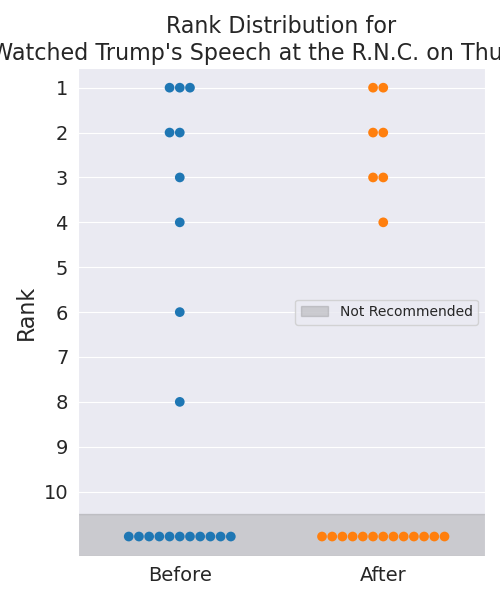 Rank Distribution for
Watched Trump's Speech at the R.N.C. on Thu
1
2
3
4
5
6
7
8
9
10
Rank
Not Recommended
Before
After